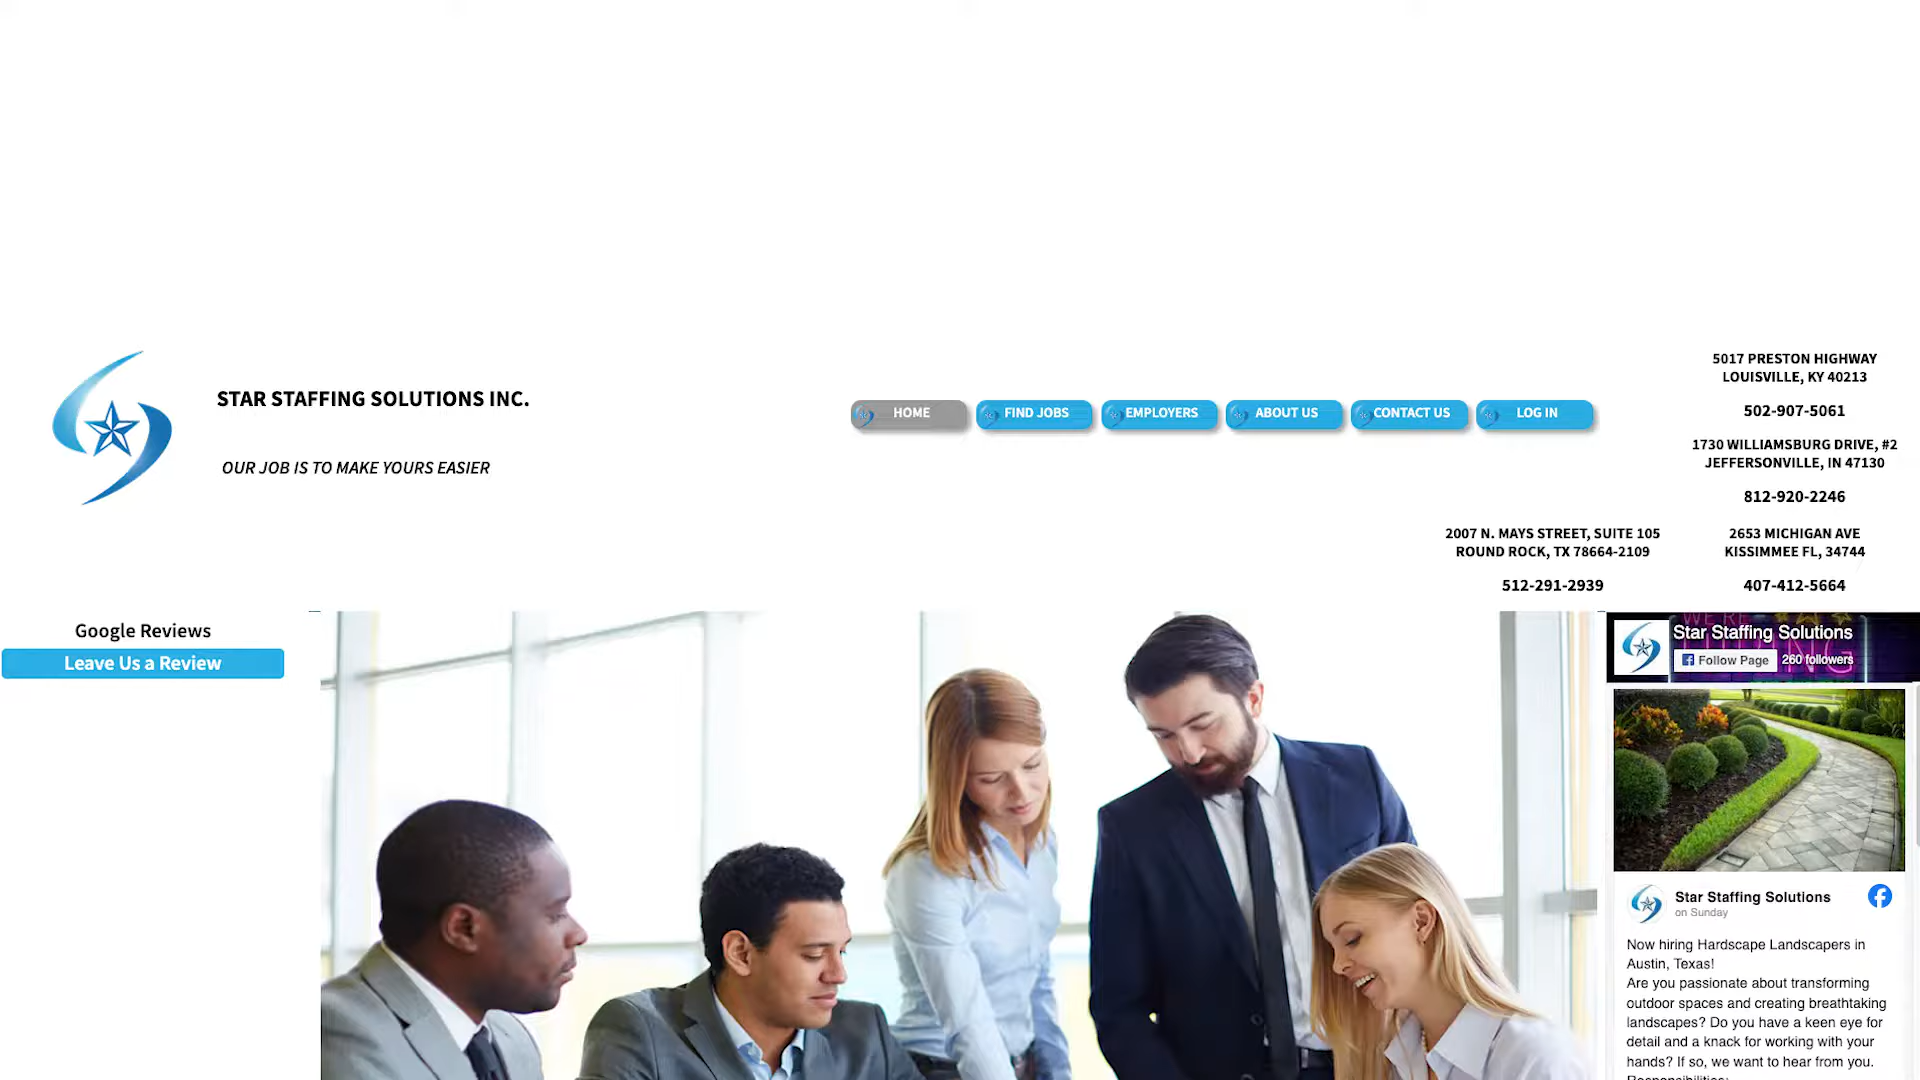 STAR STAFFING SOLUTIONS INC.
OUR JOB IS TO MAKE YOURS EASIER
HOME
FIND JOBS
EMPLOYERS
ABOUT US
CONTACT US
LOG IN
5017 PRESTON HIGHWAY
LOUISVILLE, KY 40213
502-907-5061
1730 WILLIAMSBURG DRIVE, #2
JEFFERSONVILLE, IN 47130
812-920-2246
2007 N. MAYS STREET, SUITE 105
ROUND ROCK, TX 78664-2109
512-291-2939
2653 MICHIGAN AVE
KISSIMMEE FL, 34744
407-412-5664
Google Reviews
Leave Us a Review
Star Staffing Solutions
Follow Page
260 followers
Star Staffing Solutions
on Sunday
Now hiring Hardscape Landscapers in
Austin, Texas!
Are you passionate about transforming
outdoor spaces and creating breathtaking
landscapes? Do you have a keen eye for
detail and a knack for working with your
hands? If so, we want to hear from you.